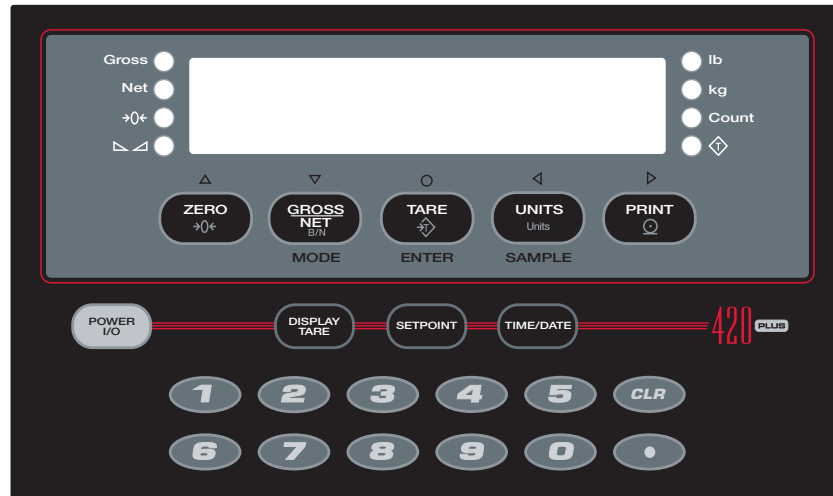 Gross
Net
→0←
lb
kg
Count
T
ZERO
→0←
GROSS
NET
B/N
TARE
→T←
UNITS
Units
PRINT
MODE
ENTER
SAMPLE
POWER
I/O
DISPLAY
TARE
SETPOINT
TIME/DATE
420 PLUS
1 2 3 4 5 CLR
6 7 8 9 0 •